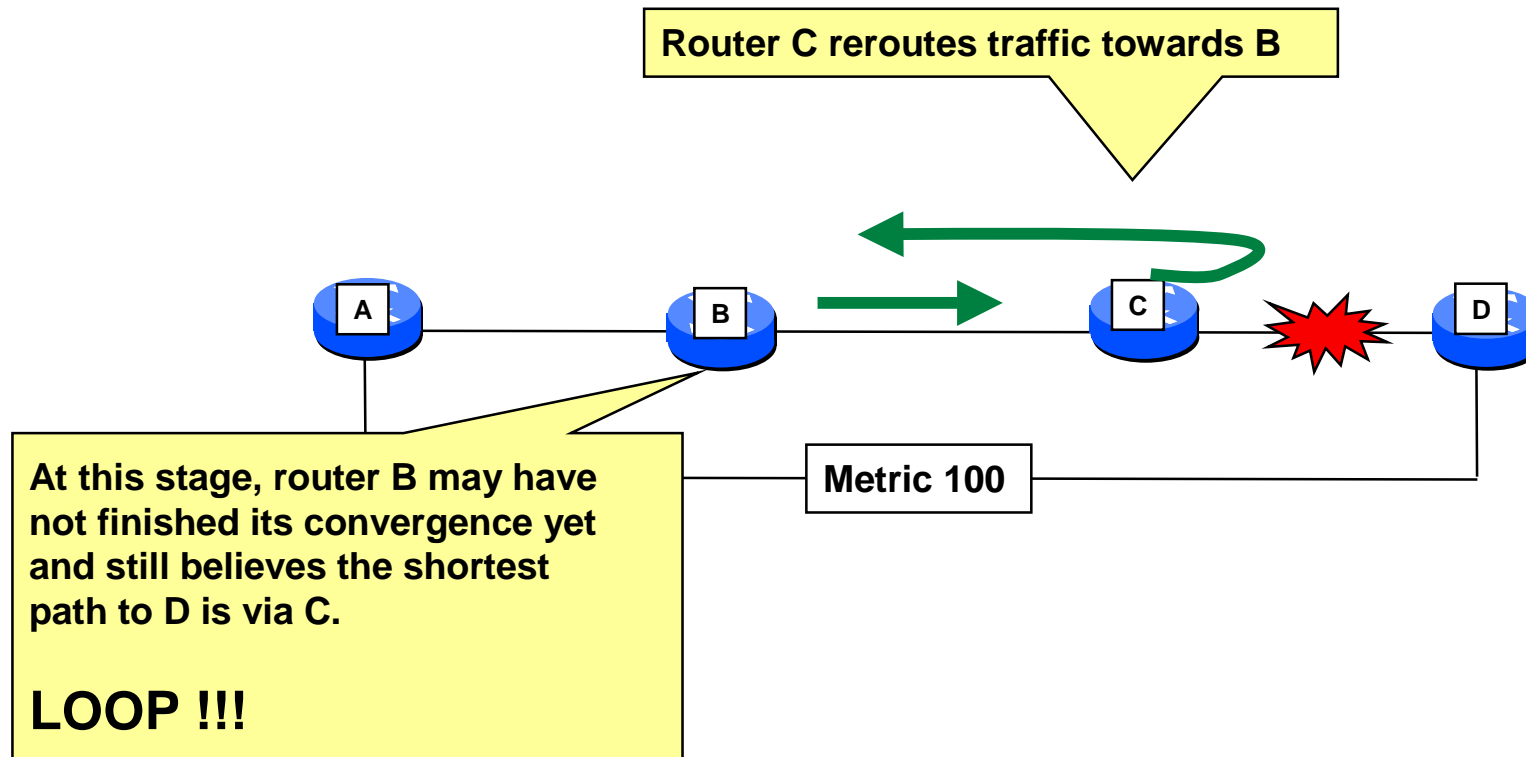 Router C reroutes traffic towards B
A
B
C
D
At this stage, router B may have
not finished its convergence yet
and still believes the shortest
path to D is via C.
LOOP !!!
Metric 100